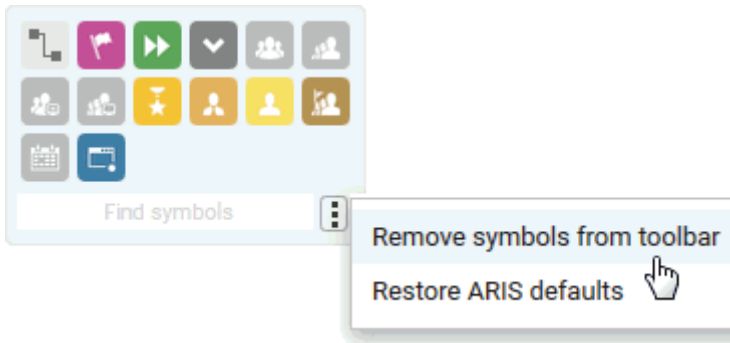 Find symbols
Remove symbols from toolbar
Restore ARIS defaults